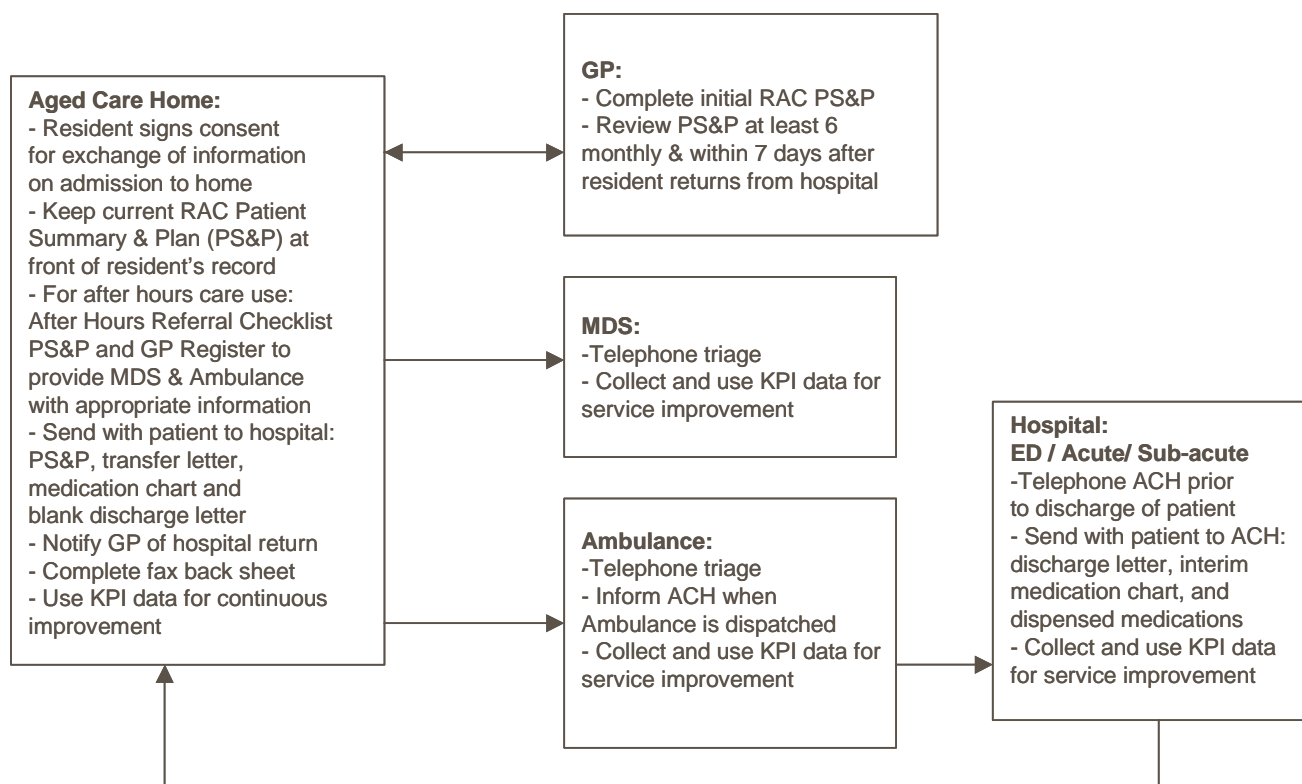 Aged Care Home:
- Resident signs consent
for exchange of information
on admission to home
- Keep current RAC Patient
Summary & Plan (PS&P) at
front of resident’s record
- For after hours care use:
After Hours Referral Checklist
PS&P and GP Register to
provide MDS & Ambulance
with appropriate information
- Send with patient to hospital:
PS&P, transfer letter,
medication chart and
blank discharge letter
- Notify GP of hospital return
- Complete fax back sheet
- Use KPI data for continuous
improvement
GP:
- Complete initial RAC PS&P
- Review PS&P at least 6
monthly & within 7 days after
resident returns from hospital
MDS:
-Telephone triage
- Collect and use KPI data for
service improvement
Ambulance:
-Telephone triage
- Inform ACH when
Ambulance is dispatched
- Collect and use KPI data for
service improvement
Hospital:
ED / Acute/ Sub-acute
-Telephone ACH prior
to discharge of patient
- Send with patient to ACH:
discharge letter, interim
medication chart, and
dispensed medications
- Collect and use KPI data
for service improvement